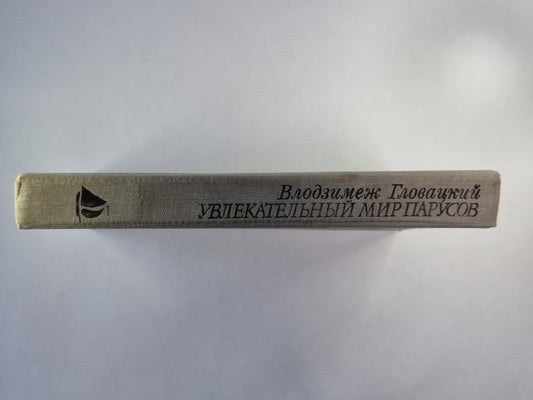 Влодзимеж Гловацкий
УВЛЕКАТЕЛЬНЫЙ МИР ПАРУСОВ